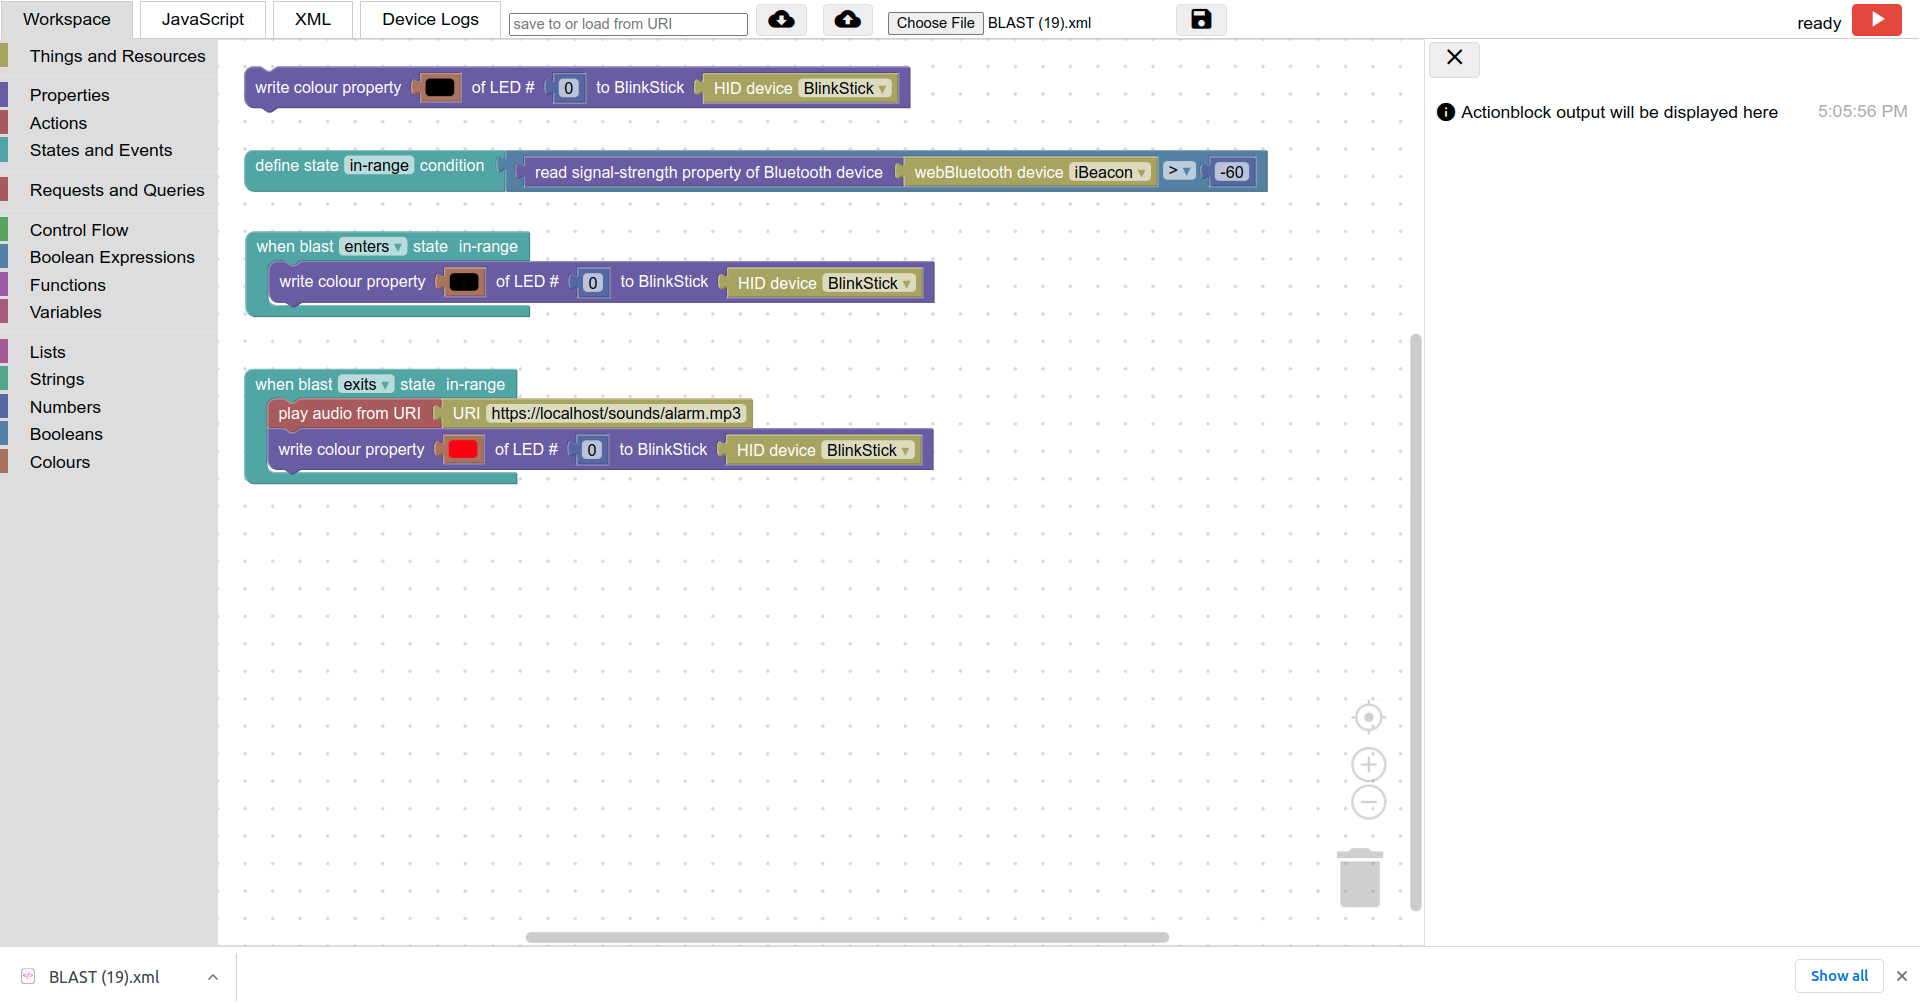 Workspace JavaScript XML Device Logs save to or load from URI Choose File BLAST (19).xml ready
Things and Resources
Properties
Actions
States and Events
Requests and Queries
Control Flow
Boolean Expressions
Functions
Variables
Lists
Strings
Numbers
Booleans
Colours
write colour property of LED # 0 to BlinkStick HID device BlinkStick
define state in-range condition read signal-strength property of Bluetooth device webBluetooth device iBeacon > -60
when blast enters state in-range
write colour property of LED # 0 to BlinkStick HID device BlinkStick
when blast exits state in-range
play audio from URI URI https://localhost/sounds/alarm.mp3
write colour property of LED # 0 to BlinkStick HID device BlinkStick
Actionblock output will be displayed here 5:05:56 PM
BLAST (19).xml Show all